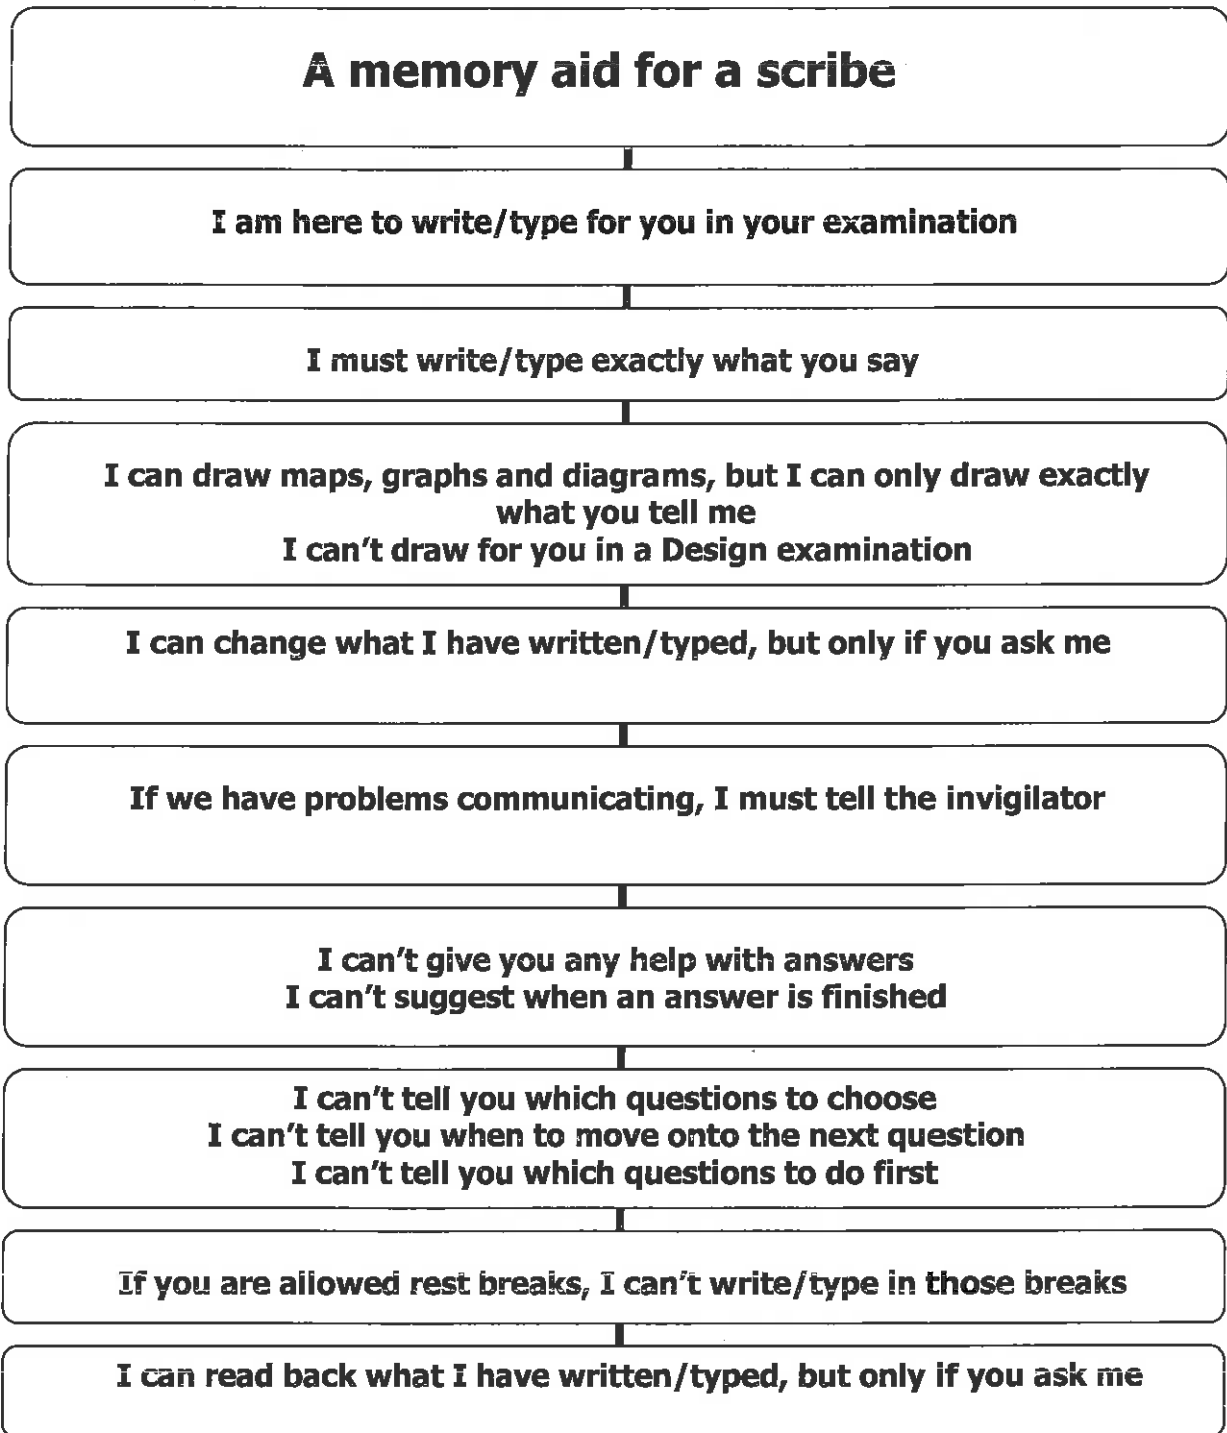 A memory aid for a scribe
I am here to write/type for you in your examination
I must write/type exactly what you say
I can draw maps, graphs and diagrams, but I can only draw exactly
what you tell me
I can't draw for you in a Design examination
I can change what I have written/typed, but only if you ask me
If we have problems communicating, I must tell the invigilator
I can't give you any help with answers
I can't suggest when an answer is finished
I can't tell you which questions to choose
I can't tell you when to move onto the next question
I can't tell you which questions to do first
If you are allowed rest breaks, I can't write/type in those breaks
I can read back what I have written/typed, but only if you ask me